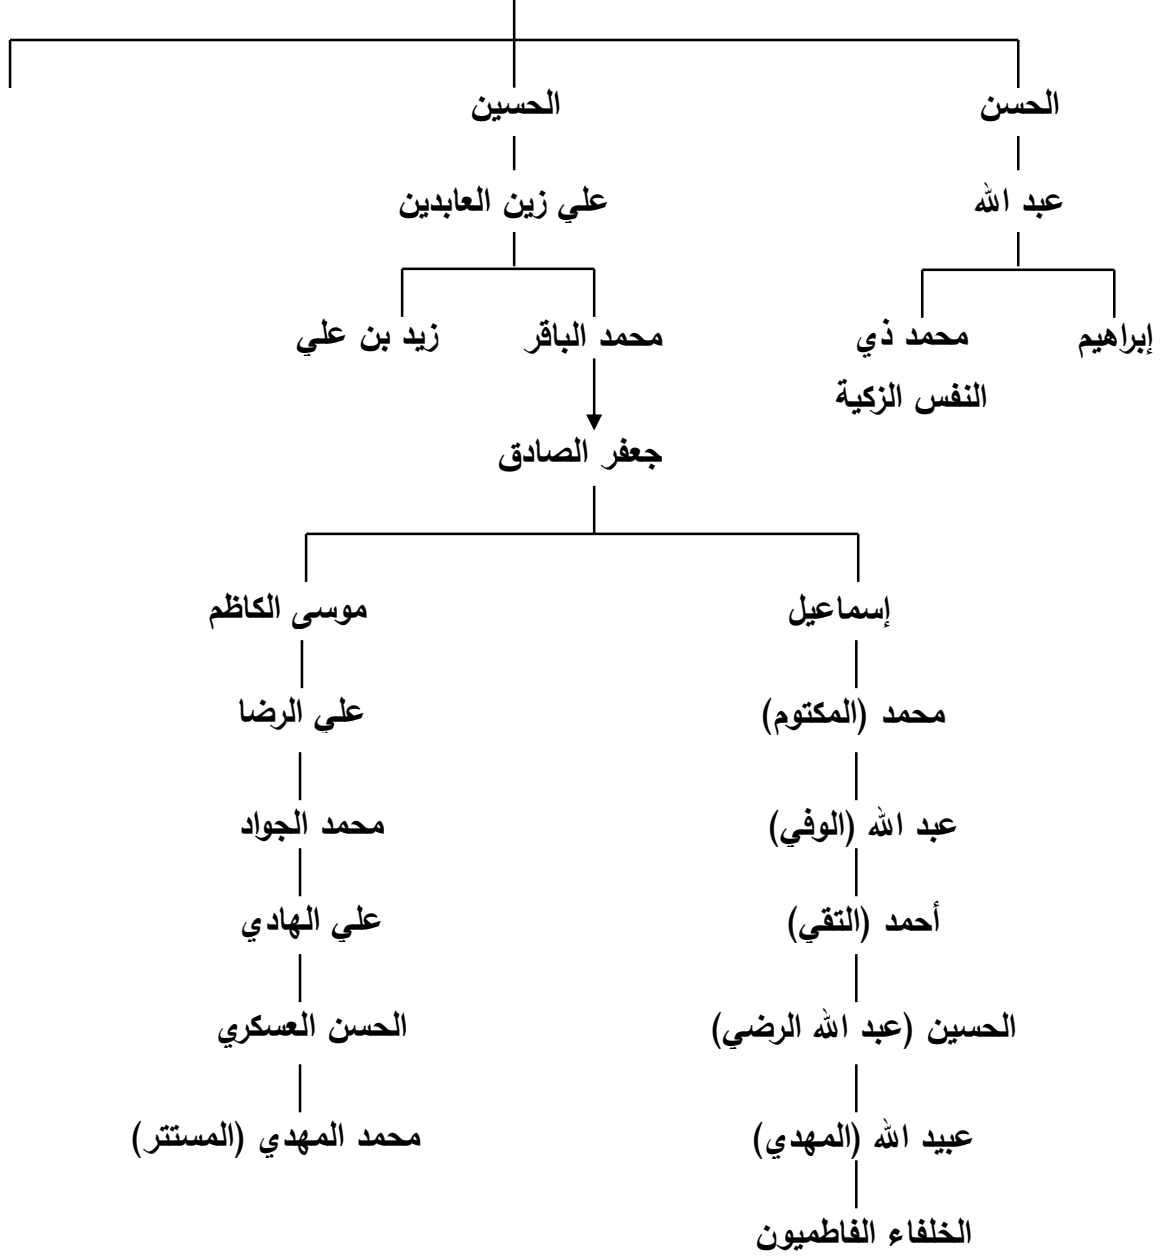 الحسن
الحسين
عبد الله
علي زين العابدين
إبراهيم
محمد ذي
النفس الزكية
محمد الباقر
زيد بن علي
جعفر الصادق
إسماعيل
موسى الكاظم
محمد (المكتوم)
علي الرضا
عبد الله (الوفي)
محمد الجواد
أحمد (التقي)
علي الهادي
الحسين (عبد الله الرضي)
الحسن العسكري
عبيد الله (المهدي)
محمد المهدي (المستتر)
الخلفاء الفاطميون